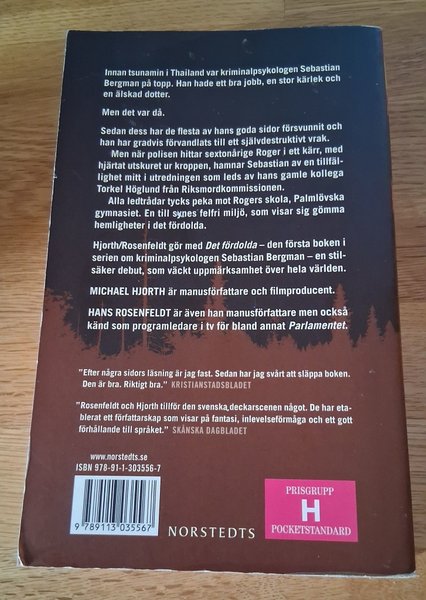 Innan tsunamin i Thailand var kriminalpsykologen Sebastian
Bergman på topp. Han hade ett bra jobb, en stor kärlek och
en älskad dotter.
Men det var då.
Sedan dess har de flesta av hans goda sidor försvunnit och
han har gradvis förvandlats till ett självdestruktivt vrak.
Men när polisen hittar sextonårige Roger i ett kärr, med
hjärtat utskuret ur kroppen, hamnar Sebastian av en tillfäl-
lighet mitt i utredningen som leds av hans gamle kollega
Torkel Höglund från Riksmordkommissionen.
Alla ledtrådar tycks peka mot Rogers skola, Palmlövska
gymnasiet. En till synes felfri miljö, som visar sig gömma
hemligheter i det fördolda.
Hjorth/Rosenfeldt gör med Det fördolda – den första boken i
serien om kriminalpsykologen Sebastian Bergman – en stil-
säker debut, som väckt uppmärksamhet över hela världen.
MICHAEL HJORTH är manusförfattare och filmproducent.
HANS ROSENFELDT är även han manusförfattare men också
känd som programledare i tv för bland annat Parlamentet.
"Efter några sidors läsning är jag fast. Sedan har jag svårt att släppa boken.
Den är bra. Riktigt bra." KRISTIANSTADSBLADET
"Rosenfeldt och Hjorth tillför den svenska deckarscenen något. De har eta-
blerat ett författarskap som visar på fantasi, inlevelseförmåga och ett gott
förhållande till språket." SKÅNSKA DAGBLADET
www.norstedts.se
ISBN 978-91-1-303556-7
9 789113 035567
NORSTEDTS
PRISGRUPP
H
POCKETSTANDARD